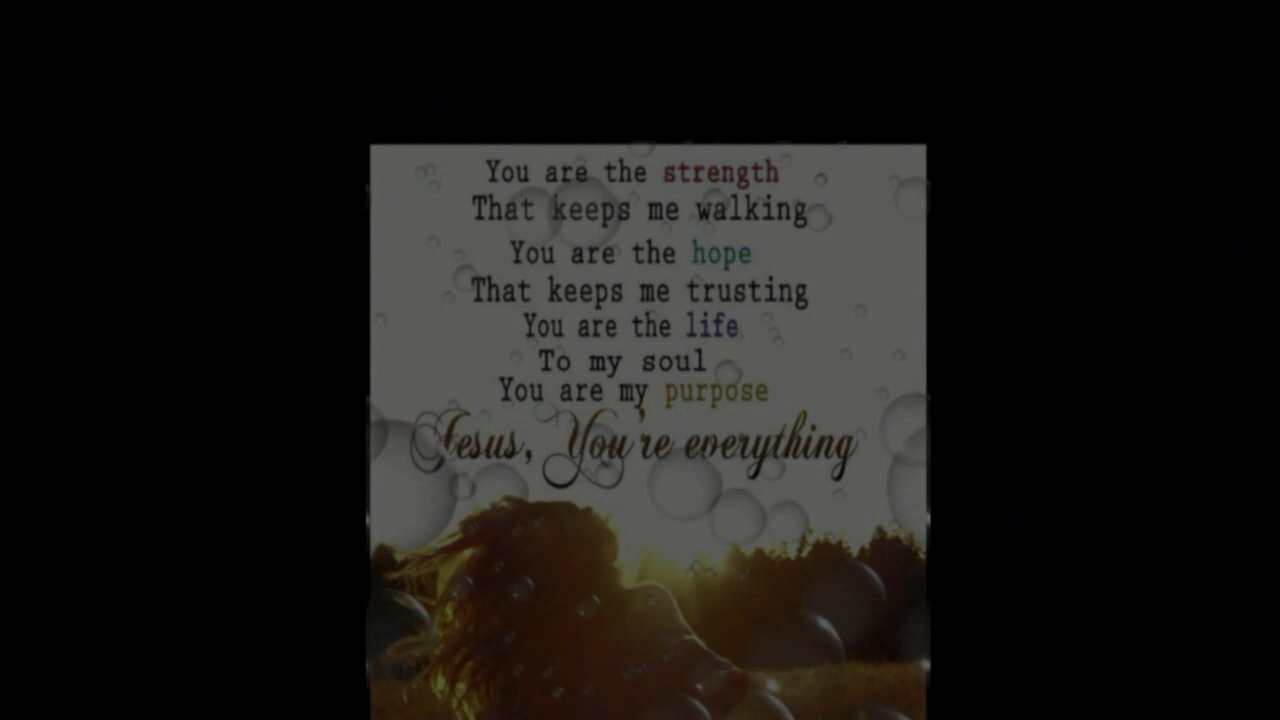 You are the strength
That keeps me walking
You are the hope
That keeps me trusting
You are the life
To my soul
You are my purpose
Jesus, You're everything